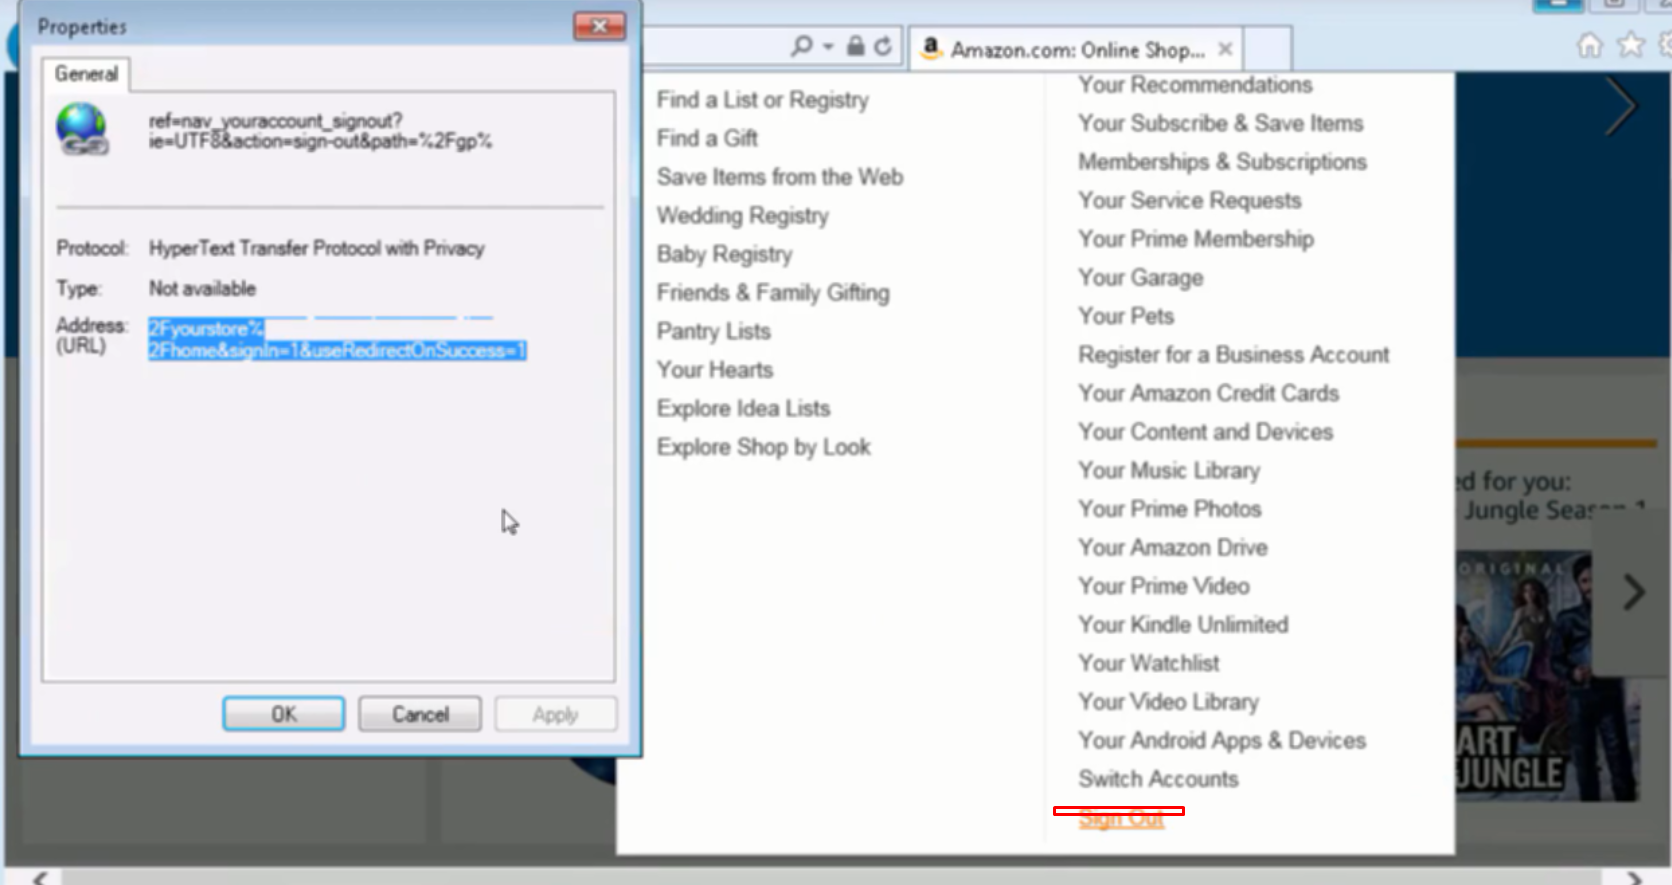 Properties
General
ref=nav_youraccount_signout?
ie=UTF8&action=sign-out&path=%2Fgp%
Protocol: HyperText Transfer Protocol with Privacy
Type: Not available
Address: 2Fyourstore%
(URL) 2Fhome&signIn=1&useRedirectOnSuccess=1
OK Cancel Apply
Amazon.com: Online Shop...
Find a List or Registry
Find a Gift
Save Items from the Web
Wedding Registry
Baby Registry
Friends & Family Gifting
Pantry Lists
Your Hearts
Explore Idea Lists
Explore Shop by Look
Your Recommendations
Your Subscribe & Save Items
Memberships & Subscriptions
Your Service Requests
Your Prime Membership
Your Garage
Your Pets
Register for a Business Account
Your Amazon Credit Cards
Your Content and Devices
Your Music Library
Your Prime Photos
Your Amazon Drive
Your Prime Video
Your Kindle Unlimited
Your Watchlist
Your Video Library
Your Android Apps & Devices
Switch Accounts
Sign Out
ed for you:
Jungle Season 1
ORIGINAL
ART
JUNGLE